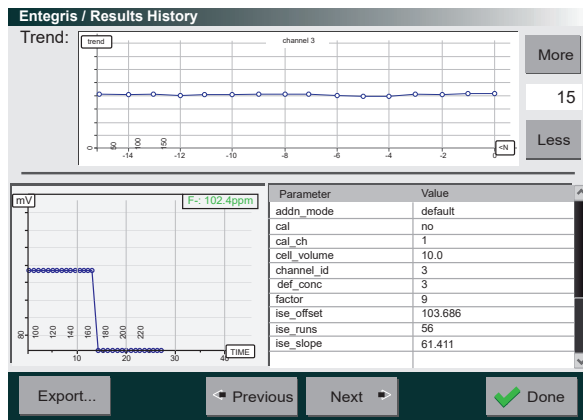 Entegris / Results History
Trend:
trend
channel 3
More
15
Less
0
50
100
150
-14
-12
-10
-8
-6
-4
-2
0
<N
mV
F-: 102.4ppm
80
100
120
140
160
180
200
220
10
20
30
40
TIME
Parameter Value
addn_mode default
cal no
cal_ch 1
cell_volume 10.0
channel_id 3
def_conc 3
factor 9
ise_offset 103.686
ise_runs 56
ise_slope 61.411
Export...
Previous
Next
Done